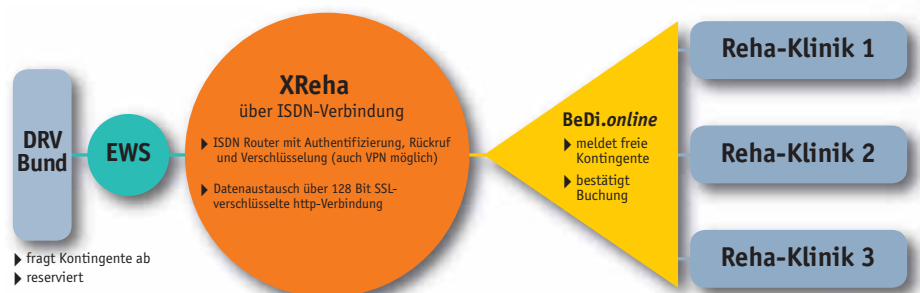 DRV
Bund
▶ fragt Kontingente ab
▶ reserviert
EWS
XReha
über ISDN-Verbindung
▶ ISDN Router mit Authentifizierung, Rückruf
und Verschlüsselung (auch VPN möglich)
▶ Datenaustausch über 128 Bit SSL-
verschlüsselte http-Verbindung
BeDi.online
▶ meldet freie
Kontingente
▶ bestätigt
Buchung
Reha-Klinik 1
Reha-Klinik 2
Reha-Klinik 3